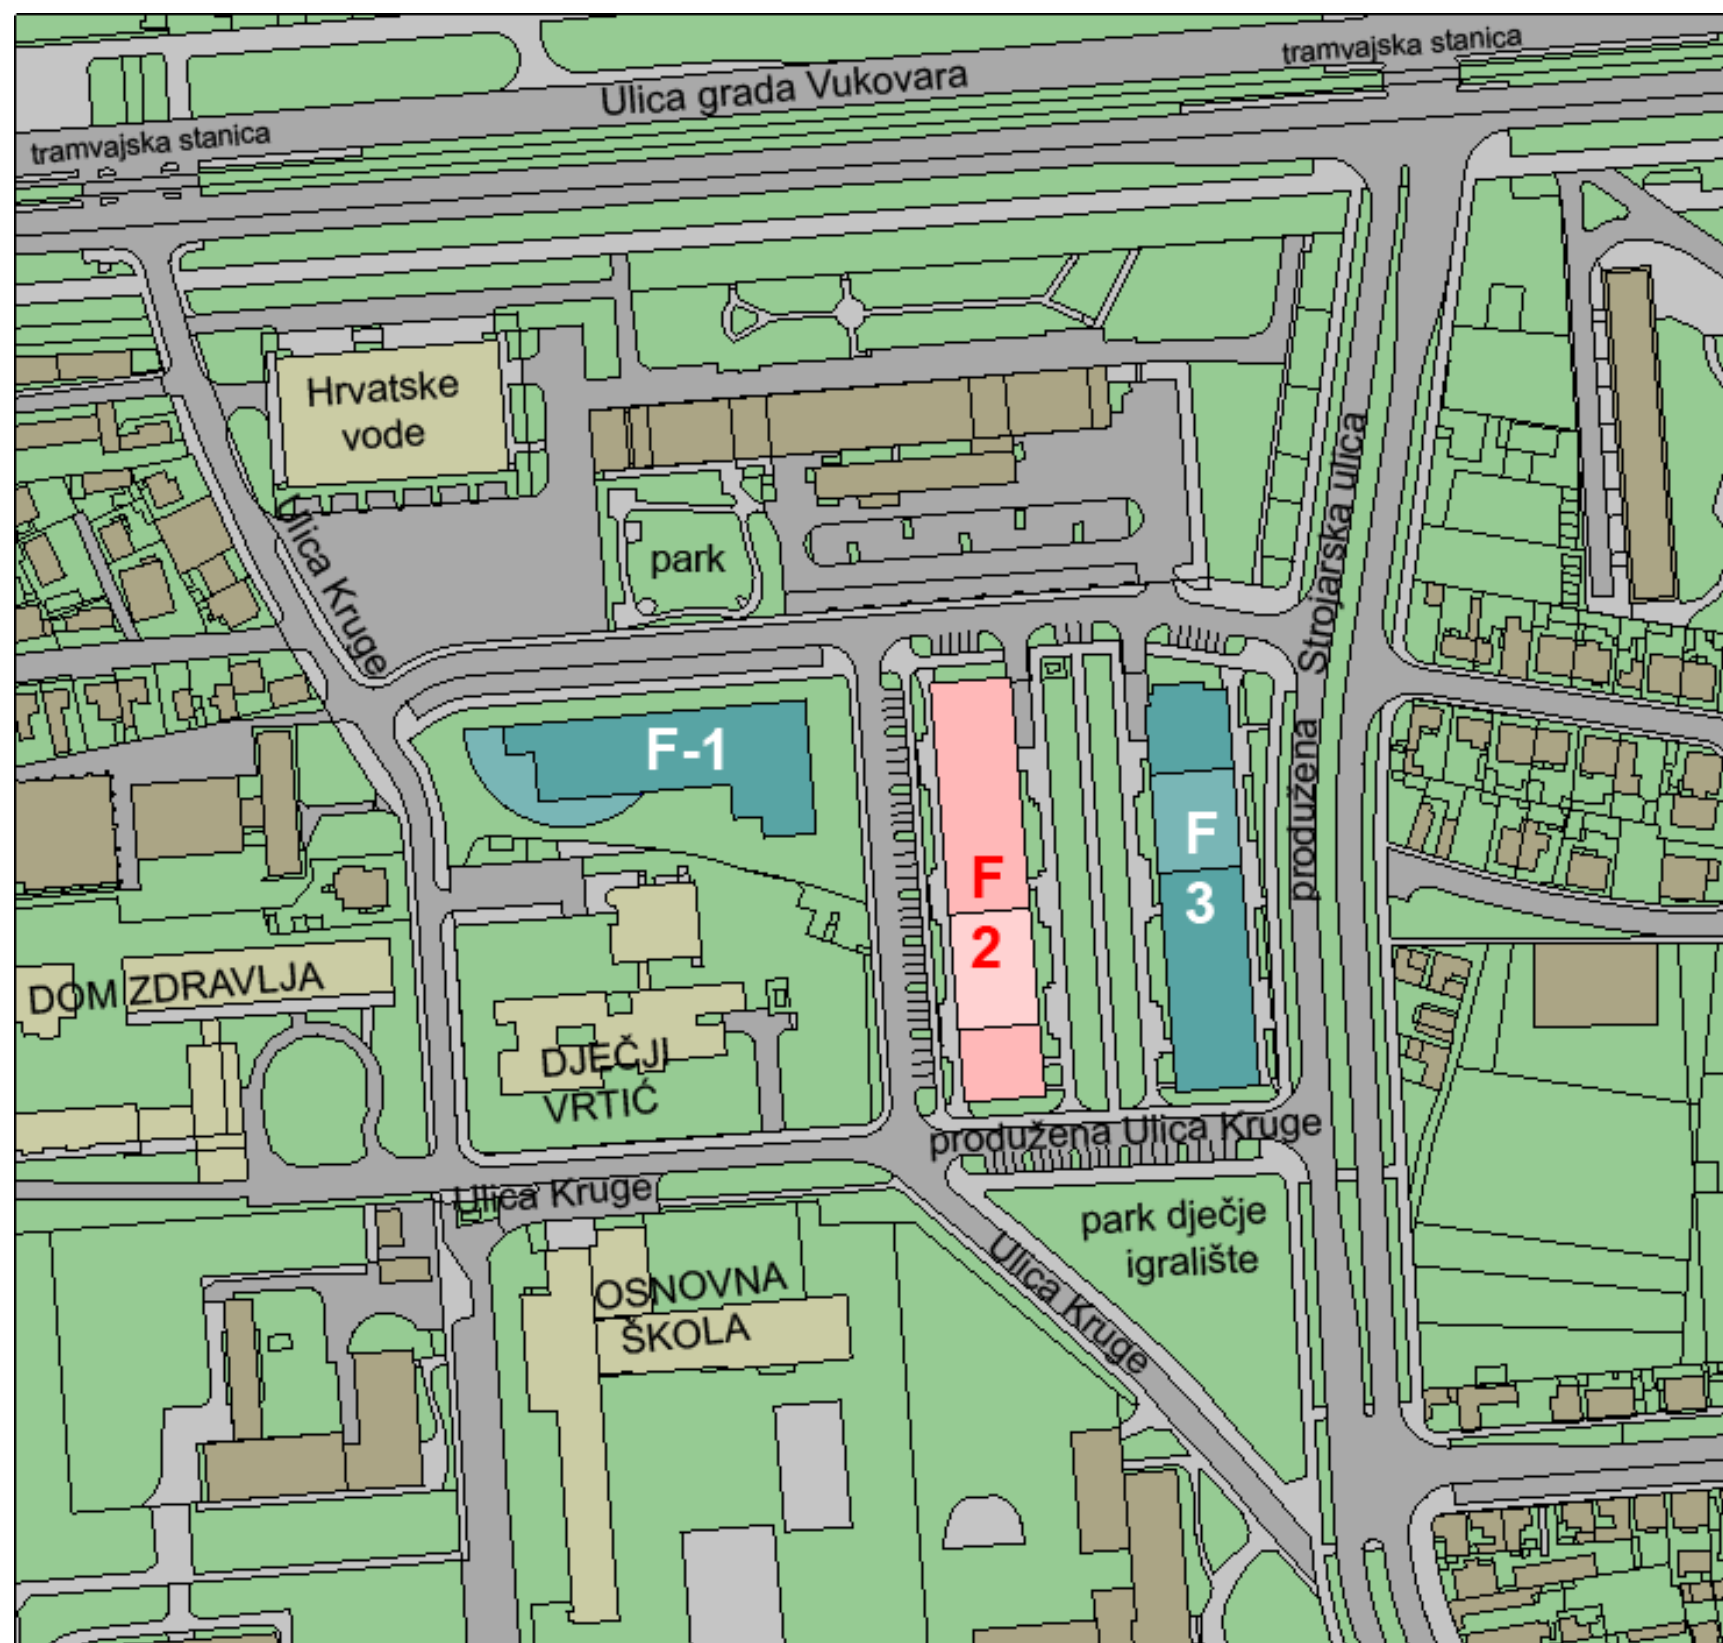 tramvajska stanica
Ulica grada Vukovara
tramvajska stanica
Hrvatske
vode
Ulica Kruge
park
produžena Strojarska ulica
F-1
F
2
F
3
DOM ZDRAVLJA
DJEČJI
VRTIĆ
produžena Ulica Kruge
Ulica Kruge
park dječje
igralište
Ulica Kruge
OSNOVNA
ŠKOLA